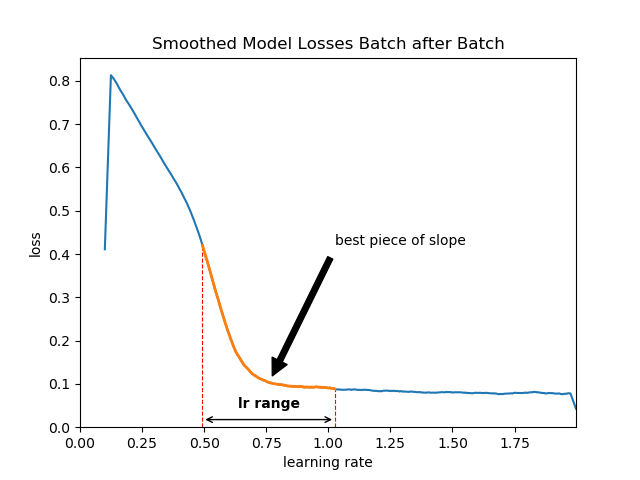 Smoothed Model Losses Batch after Batch
0.8
0.7
0.6
0.5
0.4
0.3
0.2
0.1
0.0
loss
best piece of slope
lr range
0.00 0.25 0.50 0.75 1.00 1.25 1.50 1.75
learning rate